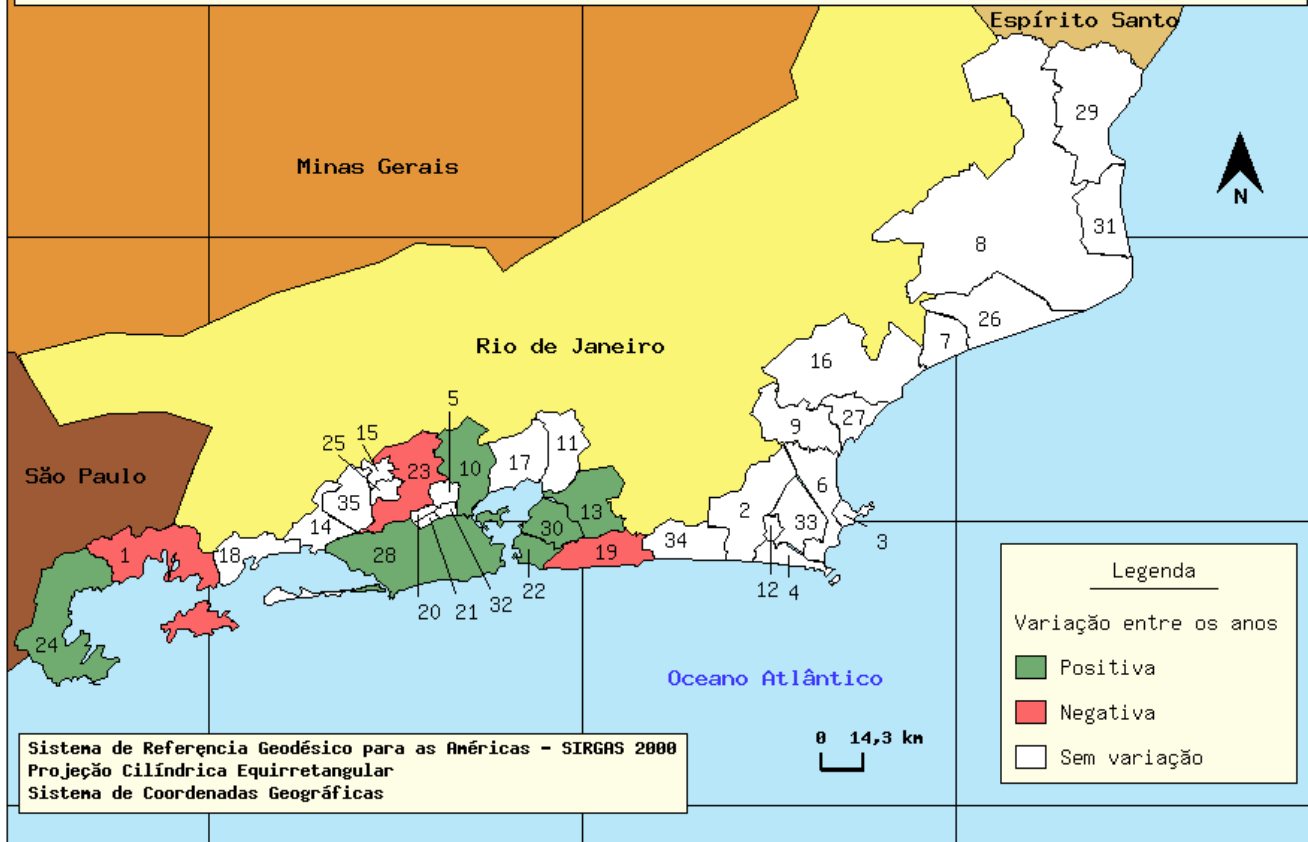 Espírito Santo
29
Minas Gerais
N
31
8
26
7
Rio de Janeiro
16
5
27
15
9
11
25
17
10
23
São Paulo
6
35
2
13
14
33
30
34
28
1
18
19
3
12
4
22
20
21
32
24
Legenda
Variação entre os anos
Positiva
Negativa
Sem variação
Oceano Atlântico
0 14,3 km
Sistema de Referençia Geodésico para as Américas - SIRGAS 2000
Projeção Cilíndrica Equirretangular
Sistema de Coordenadas Geográficas